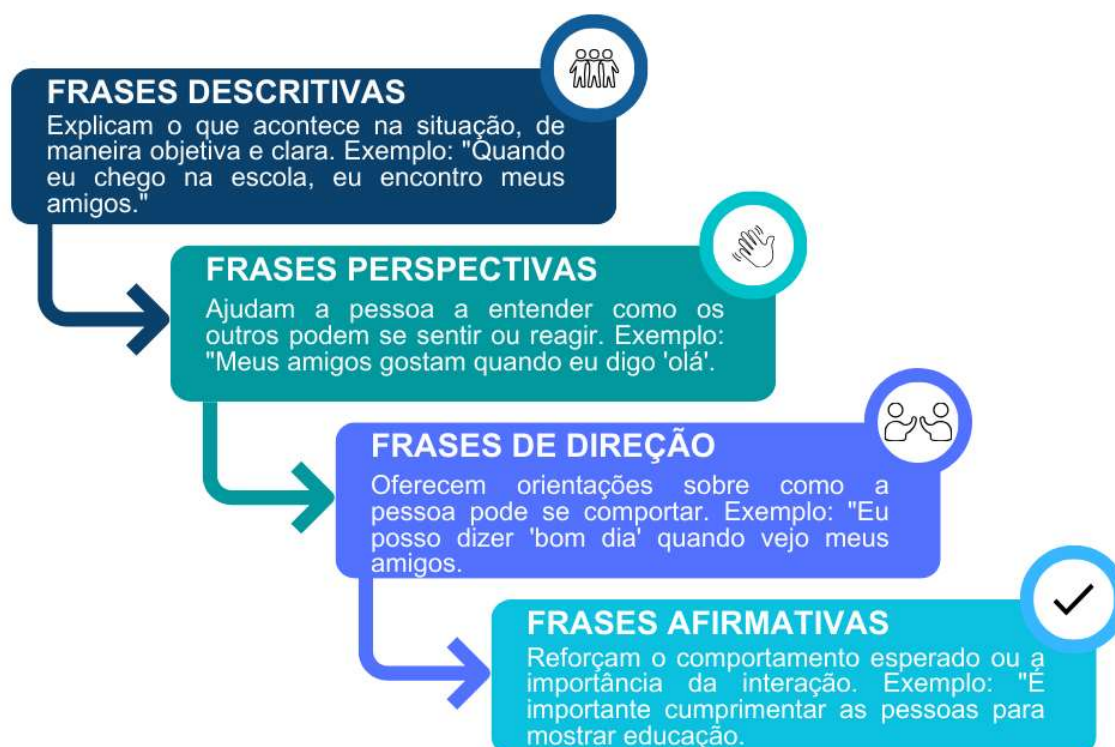 FRASES DESCRITIVAS
Explicam o que acontece na situação, de
maneira objetiva e clara. Exemplo: "Quando
eu chego na escola, eu encontro meus
amigos."
FRASES PERSPECTIVAS
Ajudam a pessoa a entender como os
outros podem se sentir ou reagir. Exemplo:
"Meus amigos gostam quando eu digo 'olá'.
FRASES DE DIREÇÃO
Oferecem orientações sobre como a
pessoa pode se comportar. Exemplo: "Eu
posso dizer 'bom dia' quando vejo meus
amigos.
FRASES AFIRMATIVAS
Reforçam o comportamento esperado ou a
importância da interação. Exemplo: "É
importante cumprimentar as pessoas para
mostrar educação.